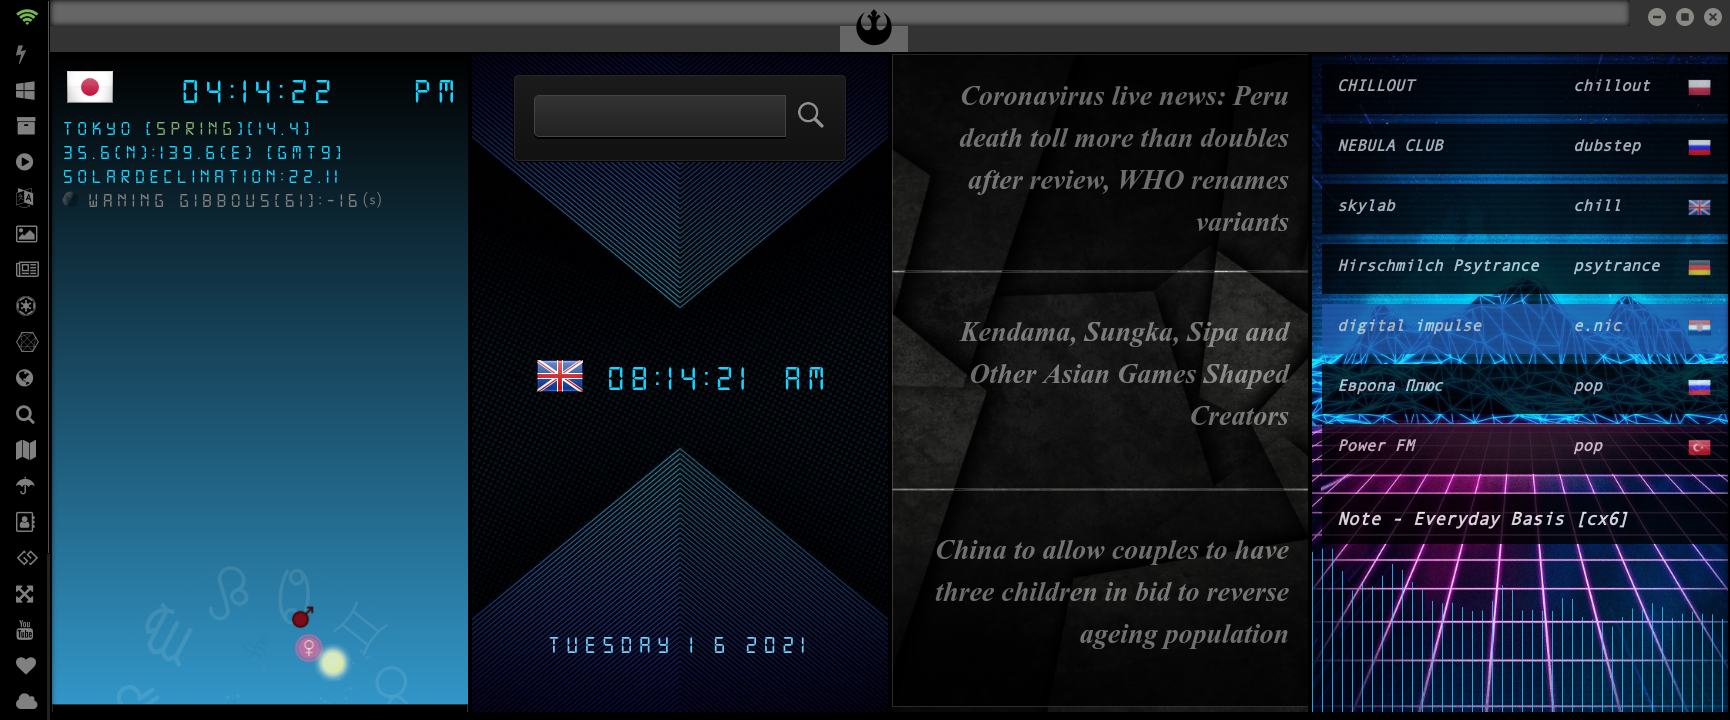 04:14:22 PM
TOKYO [SPRING][14.4]
35.6(N):139.6(E) [GMT9]
SOLARDECLINATION:22.11
WANING GIBBOUS[61]:-16(s)
08:14:21 AM
TUESDAY 1 6 2021
Coronavirus live news: Peru
death toll more than doubles
after review, WHO renames
variants
Kendama, Sungka, Sipa and
Other Asian Games Shaped
Creators
China to allow couples to have
three children in bid to reverse
ageing population
CHILLOUT chillout
NEBULA CLUB dubstep
skylab chill
Hirschmilch Psytrance psytrance
digital impulse e.nic
Европа Плюс pop
Power FM pop
Note - Everyday Basis [cx6]
You
Tube